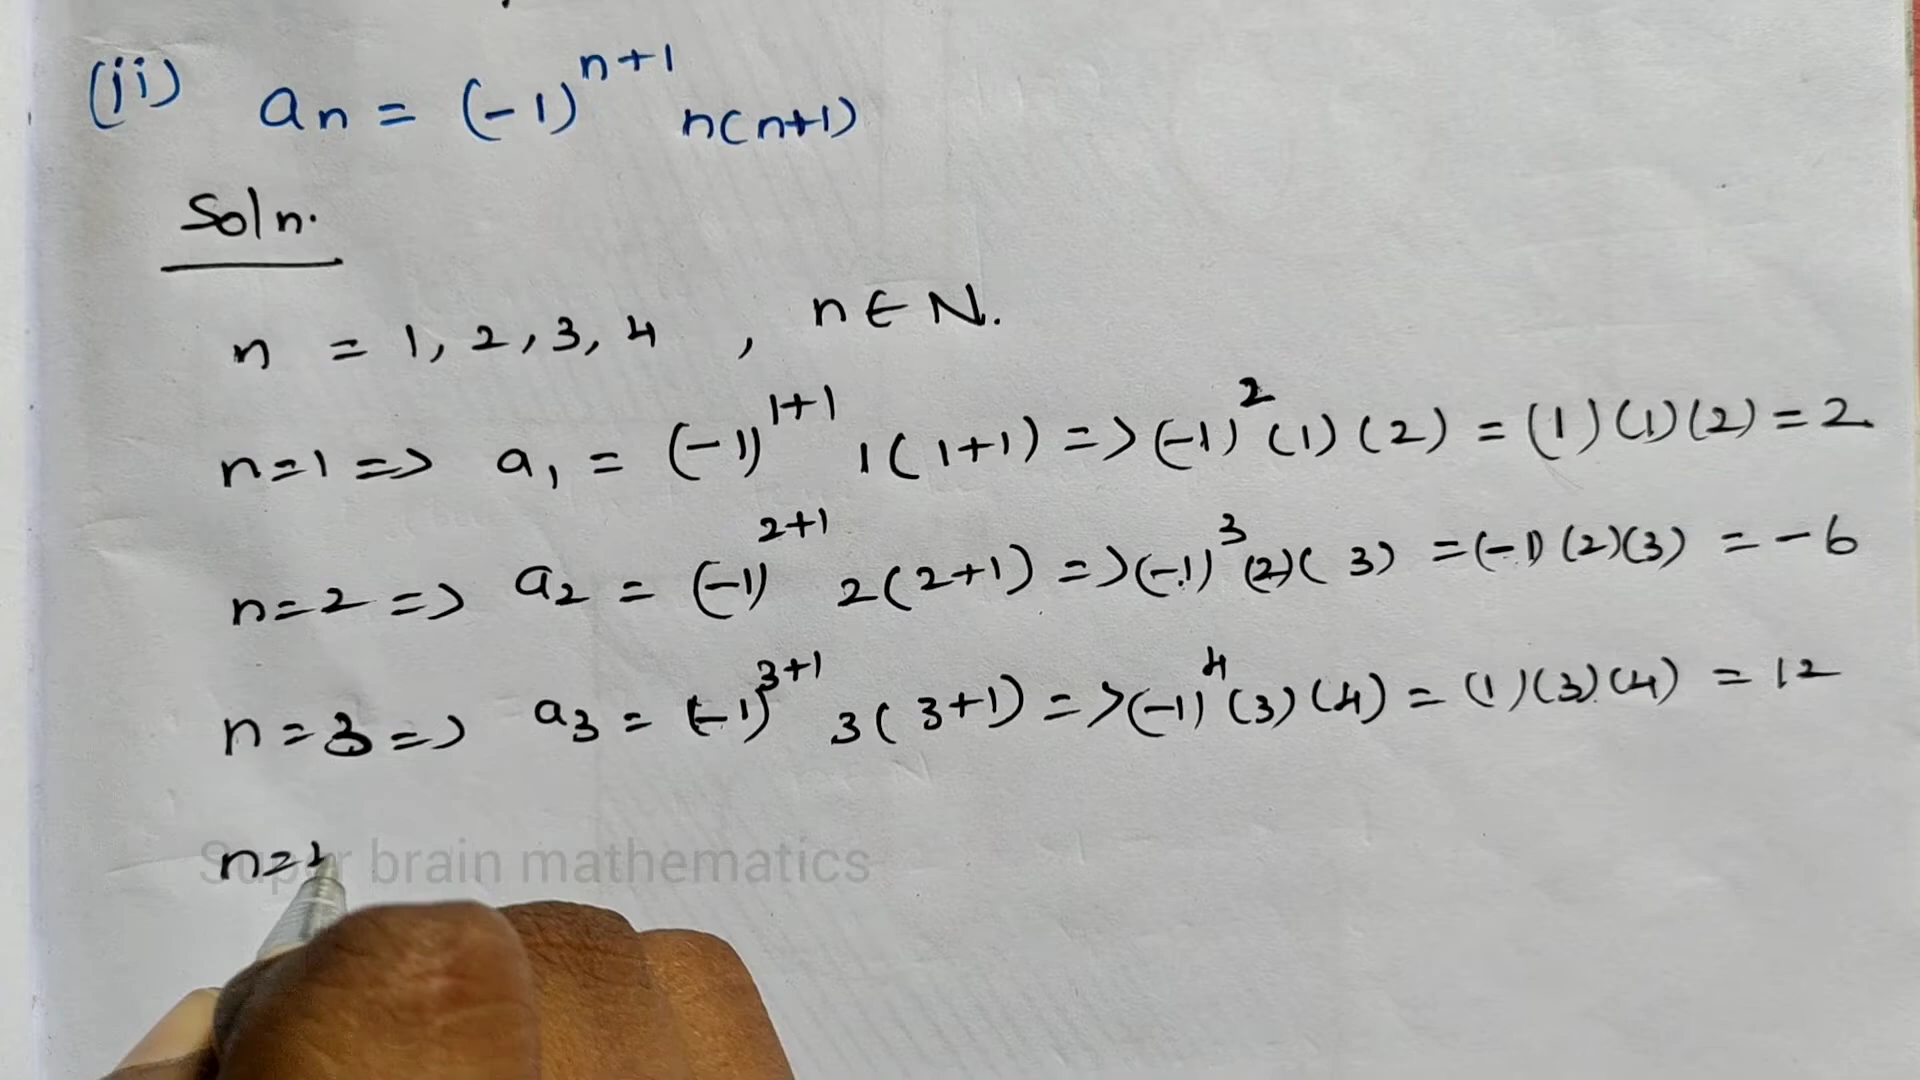 (ii) an = (-1)^n+1 n(n+1)
Soln.
n = 1, 2, 3, 4 , n ∈ N.
n=1 => a₁ = (-1)^1+1 1(1+1) => (-1)^2 (1)(2) = (1)(1)(2) = 2
n=2 => a₂ = (-1)^2+1 2(2+1) => (-1)^3 (2)(3) = (-1)(2)(3) = -6
n=3 => a₃ = (-1)^3+1 3(3+1) => (-1)^4 (3)(4) = (1)(3)(4) = 12
n=
Super brain mathematics